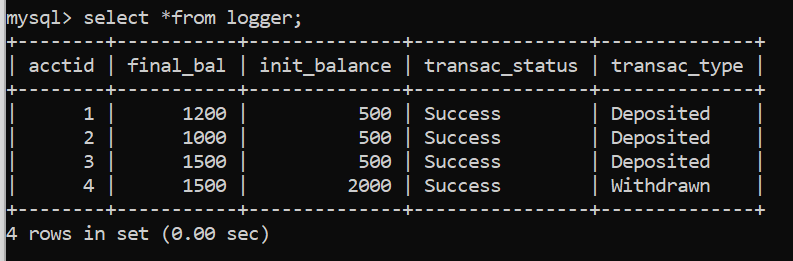 mysql> select *from logger;
+--------+-----------+--------------+----------------+--------------+
| acctid | final_bal | init_balance | transac_status | transac_type |
+--------+-----------+--------------+----------------+--------------+
|      1 |      1200 |          500 | Success        | Deposited    |
|      2 |      1000 |          500 | Success        | Deposited    |
|      3 |      1500 |          500 | Success        | Deposited    |
|      4 |      1500 |         2000 | Success        | Withdrawn    |
+--------+-----------+--------------+----------------+--------------+
4 rows in set (0.00 sec)